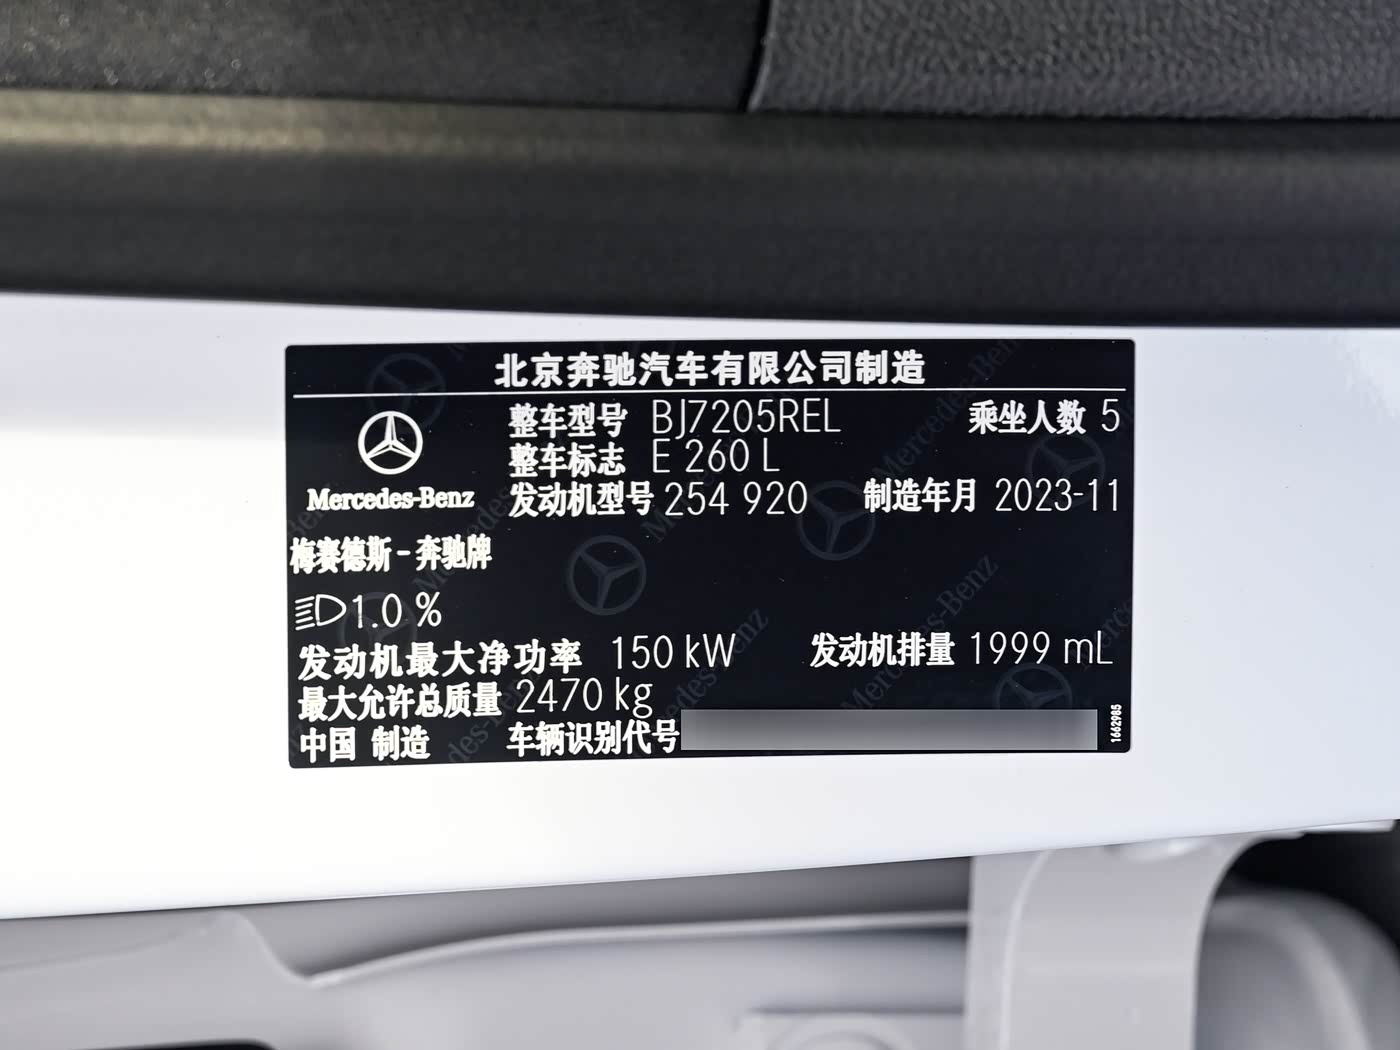 北京奔驰汽车有限公司制造
整车型号 BJ7205REL 乘坐人数 5
整车标志 E 260 L
发动机型号 254 920 制造年月 2023-11
Mercedes-Benz
梅赛德斯-奔驰牌
1.0 %
发动机最大净功率 150 kW 发动机排量 1999 mL
最大允许总质量 2470 kg
中国 制造 车辆识别代号
1662985